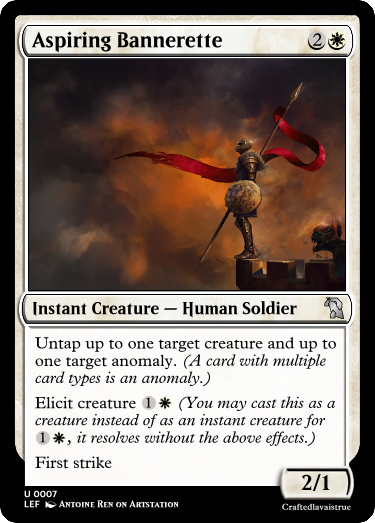 Aspiring Bannerette 2
Instant Creature — Human Soldier
Untap up to one target creature and up to
one target anomaly. (A card with multiple
card types is an anomaly.)
Elicit creature 1 (You may cast this as a
creature instead of as an instant creature for
1, it resolves without the above effects.)
First strike
2/1
U 0007
LEF Antoine Ren on Artstation
Craftedlavaistrue